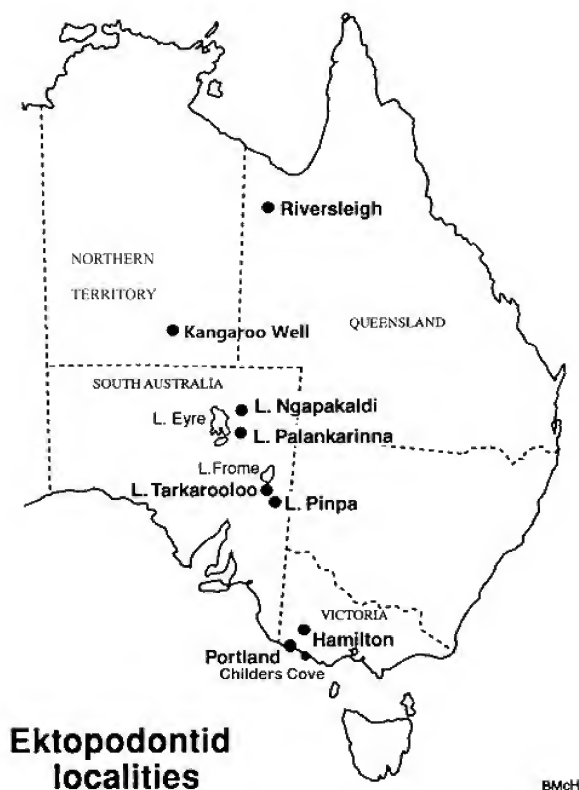 Riversleigh
NORTHERN
TERRITORY
Kangaroo Well
QUEENSLAND
SOUTH AUSTRALIA
L. Ngapakaldi
L. Eyre
L. Palankarinna
L. Frome
L. Tarkarooloo
L. Pinpa
VICTORIA
Hamilton
Portland
Childers Cove
Ektopodontid
localities
BMcH